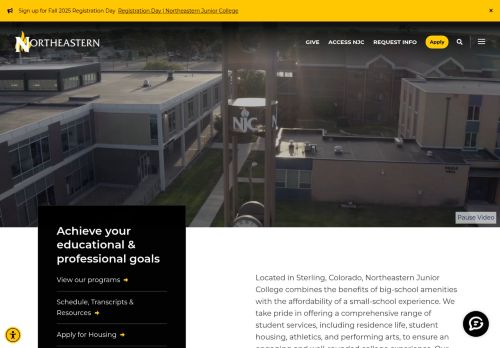 Sign up for Fall 2025 Registration Day Registration Day | Northeastern Junior College ×
NORTHEASTERN GIVE ACCESS NJC REQUEST INFO Apply
NJC
Pause Video
Achieve your
educational &
professional goals
View our programs
Schedule, Transcripts &
Resources
Apply for Housing
Located in Sterling, Colorado, Northeastern Junior
College combines the benefits of big-school amenities
with the affordability of a small-school experience. We
take pride in offering a comprehensive range of
student services, including residence life, student
housing, athletics, and performing arts, to ensure an